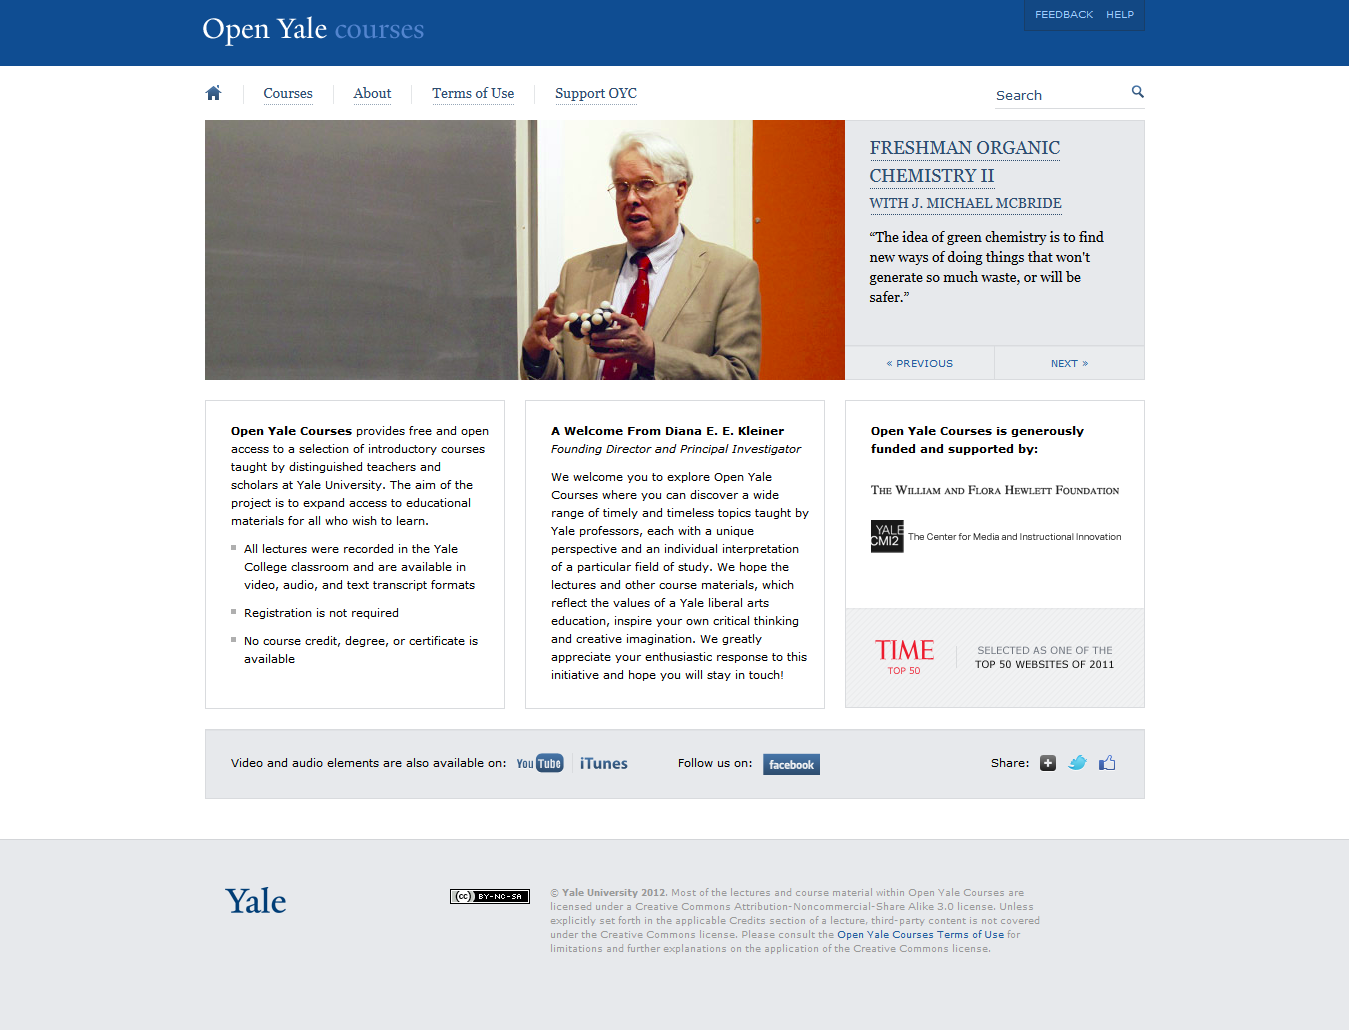 Open Yale courses
FEEDBACK HELP
Courses About Terms of Use Support OYC
Search
FRESHMAN ORGANIC
CHEMISTRY II
WITH J. MICHAEL MCBRIDE
“The idea of green chemistry is to find
new ways of doing things that won't
generate so much waste, or will be
safer.”
« PREVIOUS NEXT »
Open Yale Courses provides free and open
access to a selection of introductory courses
taught by distinguished teachers and
scholars at Yale University. The aim of the
project is to expand access to educational
materials for all who wish to learn.
All lectures were recorded in the Yale
College classroom and are available in
video, audio, and text transcript formats
Registration is not required
No course credit, degree, or certificate is
available
A Welcome From Diana E. E. Kleiner
Founding Director and Principal Investigator
We welcome you to explore Open Yale
Courses where you can discover a wide
range of timely and timeless topics taught by
Yale professors, each with a unique
perspective and an individual interpretation
of a particular field of study. We hope the
lectures and other course materials, which
reflect the values of a Yale liberal arts
education, inspire your own critical thinking
and creative imagination. We greatly
appreciate your enthusiastic response to this
initiative and hope you will stay in touch!
Open Yale Courses is generously
funded and supported by:
THE WILLIAM AND FLORA HEWLETT FOUNDATION
YALE
CMI2 The Center for Media and Instructional Innovation
TIME
TOP 50
SELECTED AS ONE OF THE
TOP 50 WEBSITES OF 2011
Video and audio elements are also available on: YouTube iTunes Follow us on: facebook Share:
Yale
(cc) BY-NC-SA
© Yale University 2012. Most of the lectures and course material within Open Yale Courses are
licensed under a Creative Commons Attribution-Noncommercial-Share Alike 3.0 license. Unless
explicitly set forth in the applicable Credits section of a lecture, third-party content is not covered
under the Creative Commons license. Please consult the Open Yale Courses Terms of Use for
limitations and further explanations on the application of the Creative Commons license.